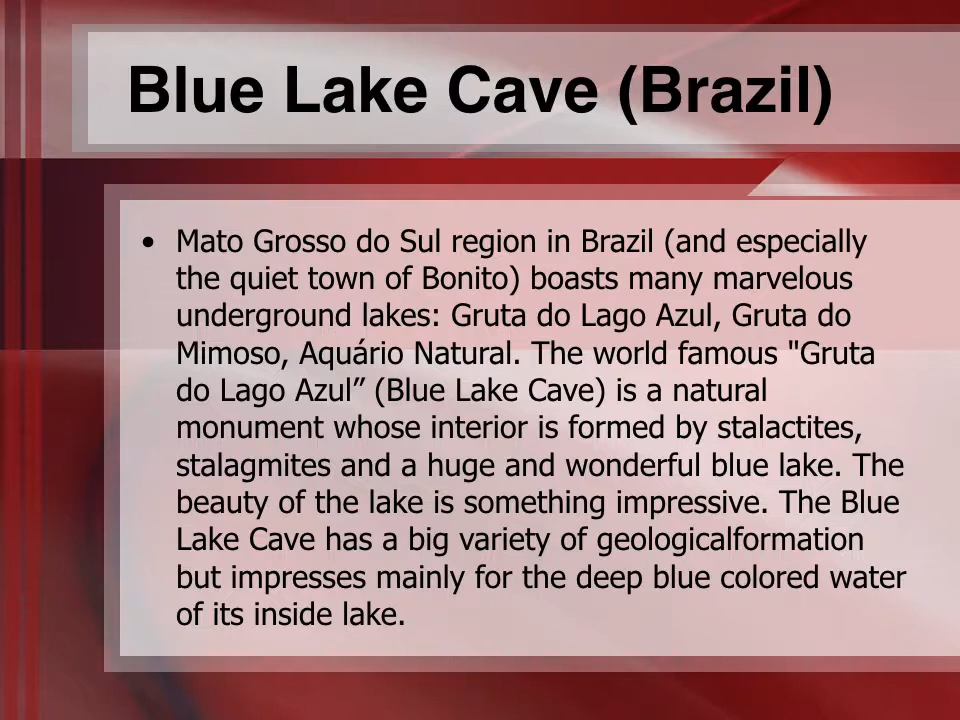 Blue Lake Cave (Brazil)
• Mato Grosso do Sul region in Brazil (and especially
the quiet town of Bonito) boasts many marvelous
underground lakes: Gruta do Lago Azul, Gruta do
Mimoso, Aquário Natural. The world famous "Gruta
do Lago Azul” (Blue Lake Cave) is a natural
monument whose interior is formed by stalactites,
stalagmites and a huge and wonderful blue lake. The
beauty of the lake is something impressive. The Blue
Lake Cave has a big variety of geologicalformation
but impresses mainly for the deep blue colored water
of its inside lake.